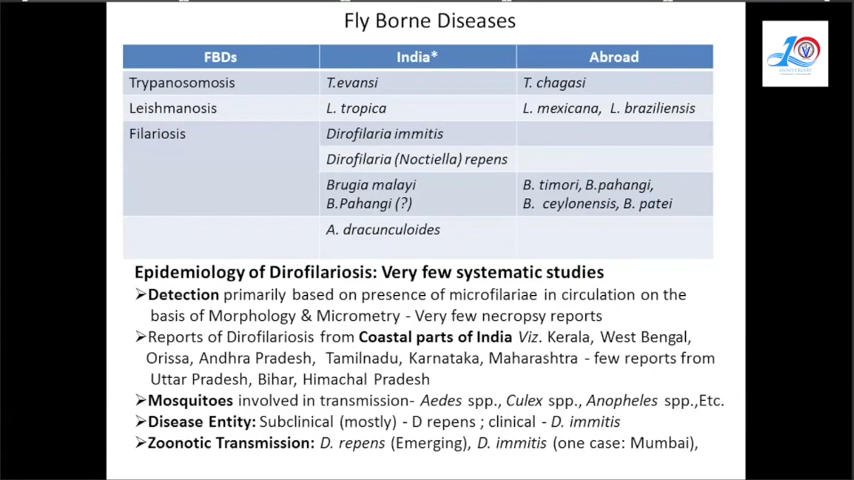 Fly Borne Diseases
FBDs India* Abroad
Trypanosomosis T.evansi T. chagasi
Leishmanosis L. tropica L. mexicana, L. braziliensis
Filariosis Dirofilaria immitis
Dirofilaria (Noctiella) repens
Brugia malayi B. timori, B.pahangi,
B.Pahangi (?) B. ceylonensis, B. patei
A. dracunculoides
Epidemiology of Dirofilariosis: Very few systematic studies
➢Detection primarily based on presence of microfilariae in circulation on the
basis of Morphology & Micrometry - Very few necropsy reports
➢Reports of Dirofilariosis from Coastal parts of India Viz. Kerala, West Bengal,
Orissa, Andhra Pradesh, Tamilnadu, Karnataka, Maharashtra - few reports from
Uttar Pradesh, Bihar, Himachal Pradesh
➢Mosquitoes involved in transmission- Aedes spp., Culex spp., Anopheles spp.,Etc.
➢Disease Entity: Subclinical (mostly) - D repens ; clinical - D. immitis
➢Zoonotic Transmission: D. repens (Emerging), D. immitis (one case: Mumbai),
10
ANNIVERSARY